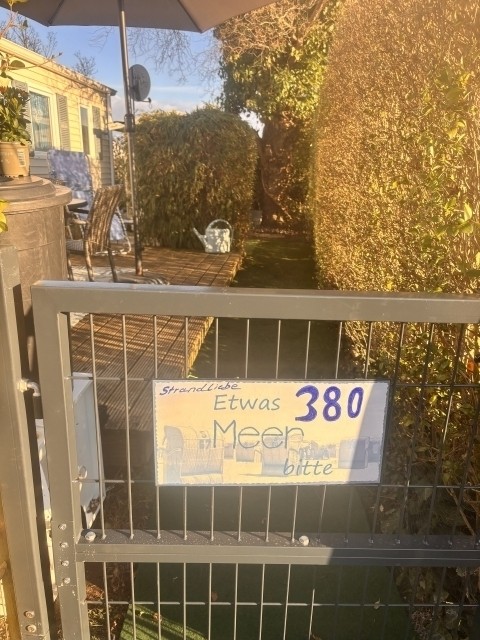 Strandliebe
Etwas 380
Meer
bitte